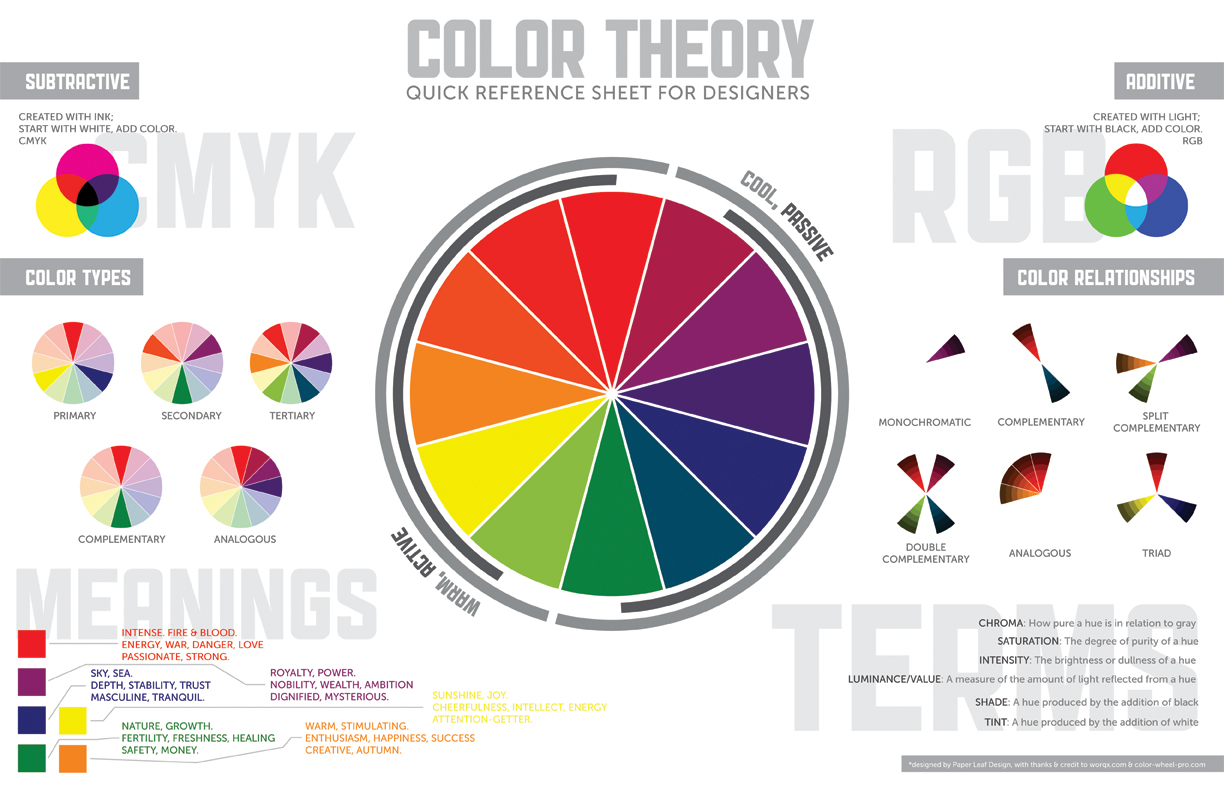 COLOR THEORY
QUICK REFERENCE SHEET FOR DESIGNERS
SUBTRACTIVE
CREATED WITH INK;
START WITH WHITE, ADD COLOR.
CMYK
CMYK
ADDITIVE
CREATED WITH LIGHT;
START WITH BLACK, ADD COLOR.
RGB
RGB
COOL, PASSIVE
WARM, ACTIVE
COLOR TYPES
PRIMARY
SECONDARY
TERTIARY
COMPLEMENTARY
ANALOGOUS
COLOR RELATIONSHIPS
MONOCHROMATIC
COMPLEMENTARY
SPLIT
COMPLEMENTARY
DOUBLE
COMPLEMENTARY
ANALOGOUS
TRIAD
MEANINGS
INTENSE. FIRE & BLOOD.
ENERGY, WAR, DANGER, LOVE
PASSIONATE, STRONG.
SKY, SEA.
DEPTH, STABILITY, TRUST
MASCULINE, TRANQUIL.
ROYALTY, POWER.
NOBILITY, WEALTH, AMBITION
DIGNIFIED, MYSTERIOUS.
SUNSHINE, JOY.
CHEERFULNESS, INTELLECT, ENERGY
ATTENTION-GETTER.
NATURE, GROWTH.
FERTILITY, FRESHNESS, HEALING
SAFETY, MONEY.
WARM, STIMULATING.
ENTHUSIASM, HAPPINESS, SUCCESS
CREATIVE, AUTUMN.
TERMS
CHROMA: How pure a hue is in relation to gray
SATURATION: The degree of purity of a hue
INTENSITY: The brightness or dullness of a hue
LUMINANCE/VALUE: A measure of the amount of light reflected from a hue
SHADE: A hue produced by the addition of black
TINT: A hue produced by the addition of white
*designed by Paper Leaf Design, with thanks & credit to worqx.com & color-wheel-pro.com